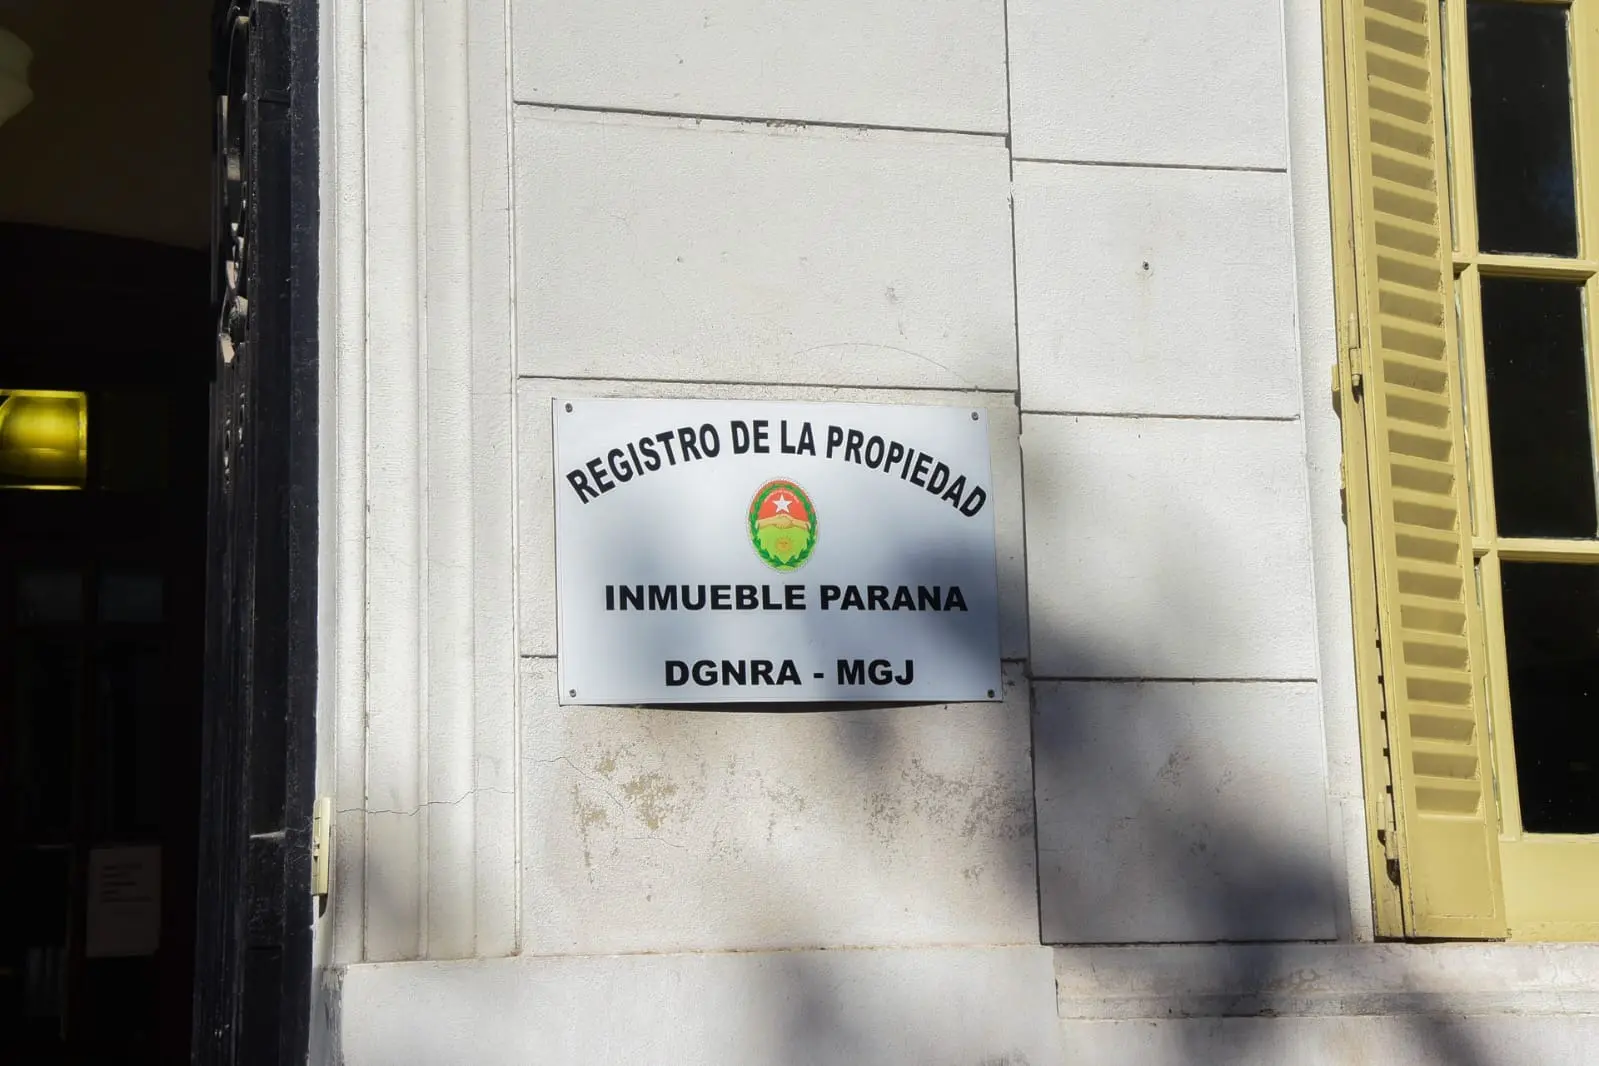 REGISTRO DE LA PROPIEDAD
INMUEBLE PARANA
DGNRA - MGJ